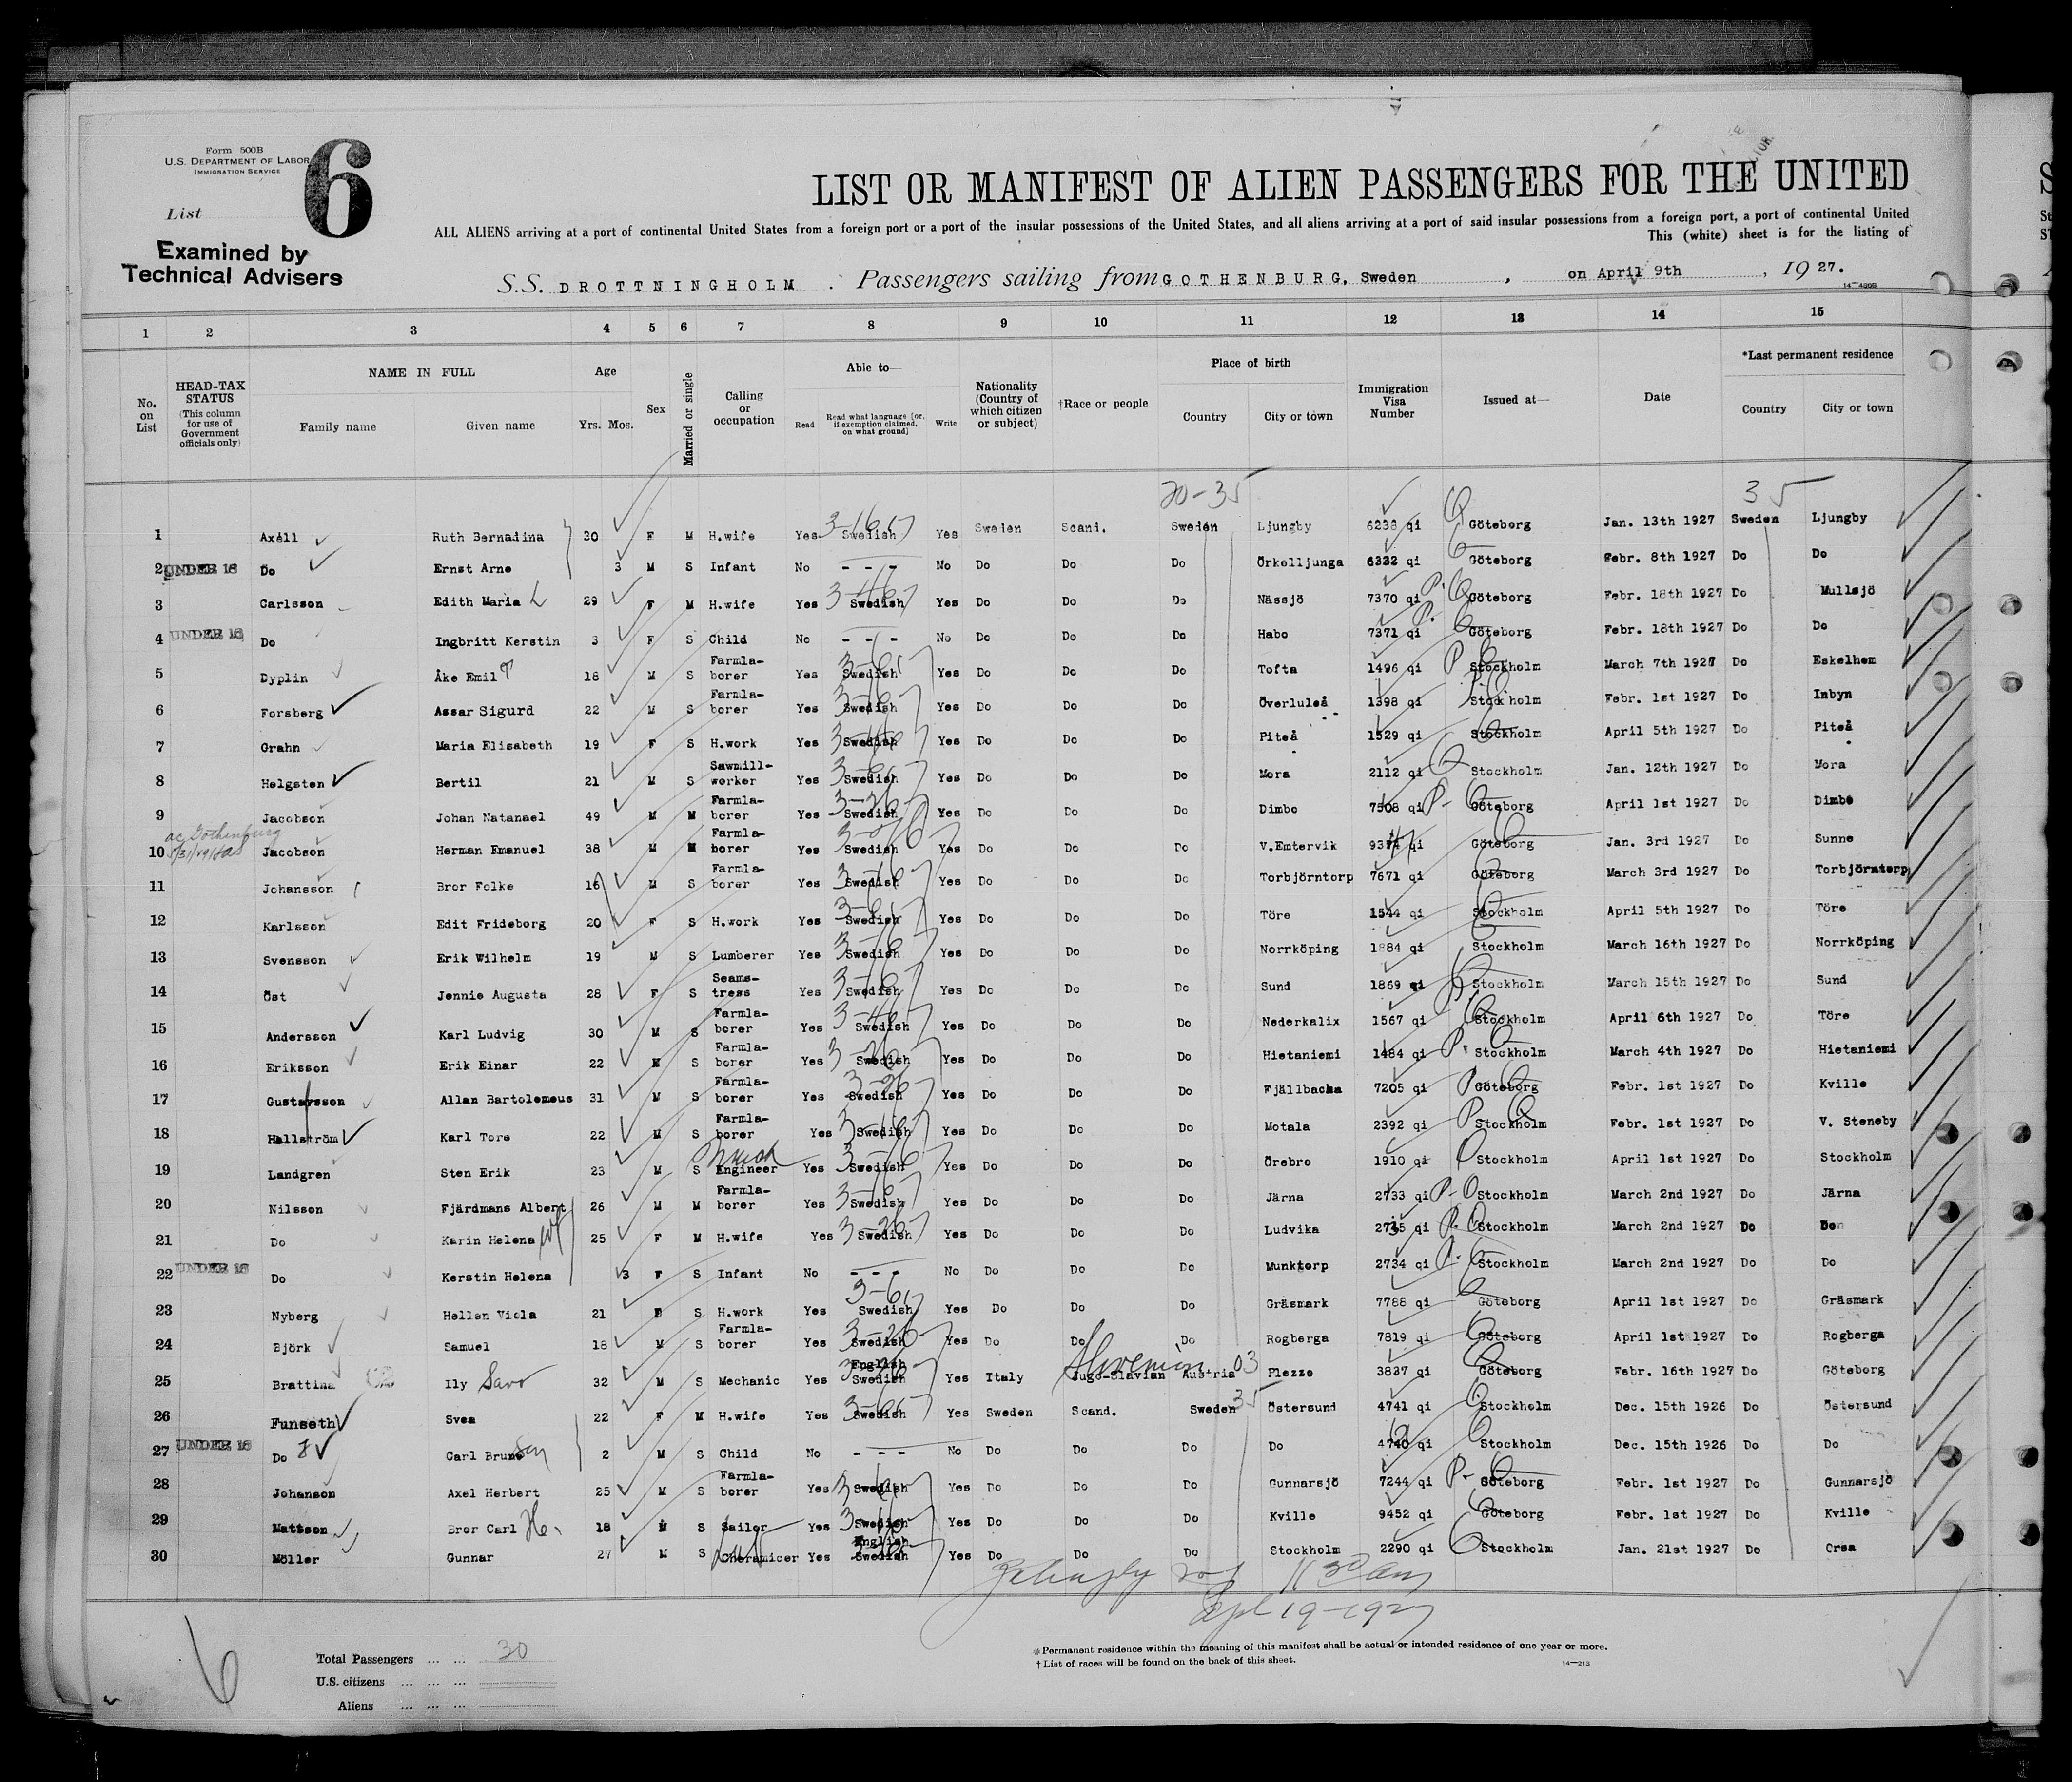 Form 500B
U.S. DEPARTMENT OF LABOR
IMMIGRATION SERVICE
List 6
Examined by
Technical Advisers
LIST OR MANIFEST OF ALIEN PASSENGERS FOR THE UNITED
ALL ALIENS arriving at a port of continental United States from a foreign port or a port of the insular possessions of the United States, and all aliens arriving at a port of said insular possessions from a foreign port, a port of continental United
This (white) sheet is for the listing of
S.S. DROTTNINGHOLM . Passengers sailing from GOTHENBURG, Sweden , on April 9th , 1927.
14—430B
1 2 3 4 5 6 7 8 9 10 11 12 13 14 15
No. on List
HEAD-TAX STATUS (This column for use of Government officials only)
NAME IN FULL
Family name Given name
Age
Yrs. Mos.
Sex
Married or single
Calling or occupation
Able to—
Read Read what language [or, if exemption claimed, on what ground] Write
Nationality (Country of which citizen or subject)
†Race or people
Place of birth
Country City or town
Immigration Visa Number
Issued at—
Date
*Last permanent residence
Country City or town
20-35 35
1 Axéll Ruth Bernadina 30 F M H.wife Yes Swedish Yes Sweden Scand. Sweden Ljungby 6238 qi Göteborg Jan. 13th 1927 Sweden Ljungby
2 UNDER 16 Do Ernst Arne 3 M S Infant No - - - No Do Do Do Örkelljunga 6332 qi Göteborg Febr. 8th 1927 Do Do
3 Carlsson Edith Maria 29 F M H.wife Yes Swedish Yes Do Do Do Nässjö 7370 qi Göteborg Febr. 18th 1927 Do Mullsjö
4 UNDER 16 Do Ingbritt Kerstin 3 F S Child No - - - No Do Do Do Habo 7371 qi Göteborg Febr. 18th 1927 Do Do
5 Dyplin Åke Emil 18 M S Farmlaborer Yes Swedish Yes Do Do Do Tofta 1496 qi Stockholm March 7th 1927 Do Eskelhem
6 Forsberg Assar Sigurd 22 M S Farmlaborer Yes Swedish Yes Do Do Do Överluleå 1398 qi Stockholm Febr. 1st 1927 Do Inbyn
7 Grahn Maria Elisabeth 19 F S H.work Yes Swedish Yes Do Do Do Piteå 1529 qi Stockholm April 5th 1927 Do Piteå
8 Helgsten Bertil 21 M S Sawmill-worker Yes Swedish Yes Do Do Do Mora 2112 qi Stockholm Jan. 12th 1927 Do Mora
9 Jacobson Johan Natanael 49 M M Farmlaborer Yes Swedish Yes Do Do Do Dimbo 7508 qi Göteborg April 1st 1927 Do Dimbo
10 Jacobson Herman Emanuel 38 M M Farmlaborer Yes Swedish Yes Do Do Do V.Emtervik qi Göteborg Jan. 3rd 1927 Do Sunne
11 Johansson Bror Folke 16 M S Farmlaborer Yes Swedish Yes Do Do Do Torbjörntorp 7671 qi Göteborg March 3rd 1927 Do Torbjörntorp
12 Karlsson Edit Frideborg 20 F S H.work Yes Swedish Yes Do Do Do Töre 1544 qi Stockholm April 5th 1927 Do Töre
13 Svensson Erik Wilhelm 19 M S Lumberer Yes Swedish Yes Do Do Do Norrköping 1884 qi Stockholm March 16th 1927 Do Norrköping
14 Öst Jennie Augusta 28 F S Seamstress Yes Swedish Yes Do Do Do Sund 1869 qi Stockholm March 15th 1927 Do Sund
15 Andersson Karl Ludvig 30 M S Farmlaborer Yes Swedish Yes Do Do Do Nederkalix 1567 qi Stockholm April 6th 1927 Do Töre
16 Eriksson Erik Einar 22 M S Farmlaborer Yes Swedish Yes Do Do Do Hietaniemi 1484 qi Stockholm March 4th 1927 Do Hietaniemi
17 Gustavsson Allan Bartolomeus 31 M S Farmlaborer Yes Swedish Yes Do Do Do Fjällbacka 7205 qi Göteborg Febr. 1st 1927 Do Kville
18 Hallström Karl Tore 22 M S Farmlaborer Yes Swedish Yes Do Do Do Motala 2392 qi Stockholm Febr. 1st 1927 Do V. Steneby
19 Landgren Sten Erik 23 M S Engineer Yes Swedish Yes Do Do Do Örebro 1910 qi Stockholm April 1st 1927 Do Stockholm
20 Nilsson Fjärdmans Albert 26 M M Farmlaborer Yes Swedish Yes Do Do Do Järna 2733 qi Stockholm March 2nd 1927 Do Järna
21 Do Karin Helena wf 25 F M H.wife Yes Swedish Yes Do Do Do Ludvika 2735 qi Stockholm March 2nd 1927 Do Do
22 UNDER 16 Do Kerstin Helena 3 F S Infant No - - - No Do Do Do Munktorp 2734 qi Stockholm March 2nd 1927 Do Do
23 Nyberg Hellen Viola 21 S H.work Yes Swedish Yes Do Do Do Gräsmark 7788 qi Göteborg April 1st 1927 Do Gräsmark
24 Björk Samuel 18 M S Farmlaborer Yes Swedish Yes Do Do Do Rogberga 7819 qi Göteborg April 1st 1927 Do Rogberga
25 Brattina Ily 32 M S Mechanic Yes English Swedish Yes Italy Jugo-Slavian Austria 03 Plezzo 3837 qi Göteborg Febr. 16th 1927 Do Göteborg
26 Funseth Svea 22 F M H.wife Yes Swedish Yes Sweden Scand. Sweden 35 Östersund 4741 qi Stockholm Dec. 15th 1926 Do Östersund
27 UNDER 16 Do Carl Bruno son 2 M S Child No - - - No Do Do Do Do 4740 qi Stockholm Dec. 15th 1926 Do Do
28 Johanson Axel Herbert 25 M S Farmlaborer Yes Swedish Yes Do Do Do Gunnarsjö 7244 qi Göteborg Febr. 1st 1927 Do Gunnarsjö
29 Mattson Bror Carl 18 M S Sailor Yes Swedish Yes Do Do Do Kville 9452 qi Göteborg Febr. 1st 1927 Do Kville
30 Möller Gunnar 27 M S Cheramicer Yes English Swedish Yes Do Do Do Stockholm 2290 qi Stockholm Jan. 21st 1927 Do Orsa
19-1927
6
Total Passengers ... ... 30
U.S. citizens ... ... ...
Aliens ... ... ...
* Permanent residence within the meaning of this manifest shall be actual or intended residence of one year or more.
† List of races will be found on the back of this sheet.
14—213